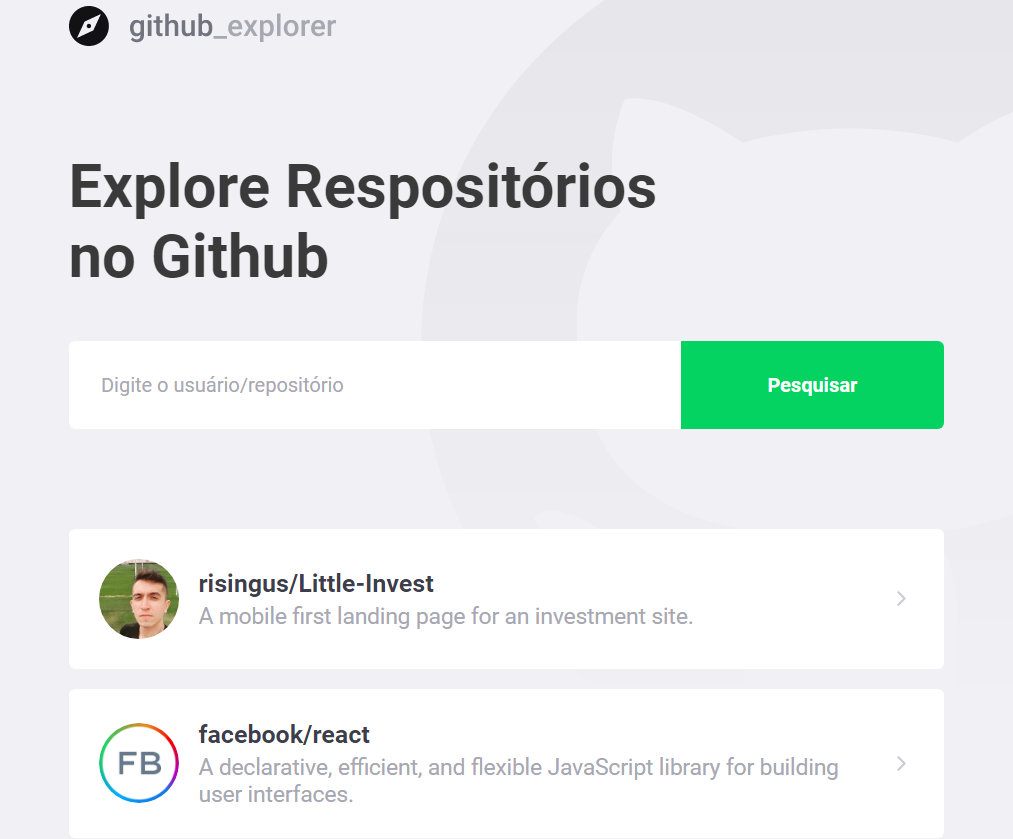 github_explorer
Explore Respositórios
no Github
Digite o usuário/repositório
Pesquisar
risingus/Little-Invest
A mobile first landing page for an investment site.
facebook/react
FB
A declarative, efficient, and flexible JavaScript library for building
user interfaces.